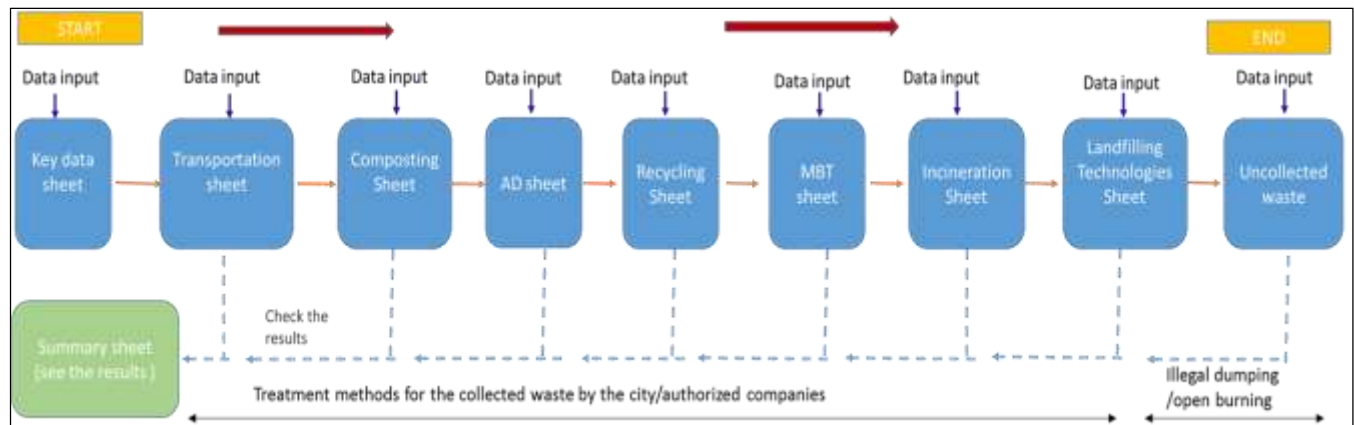 START
END
Data input
Data input
Data input
Data input
Data input
Data input
Data input
Data input
Data input
Key data
sheet
Transportation
sheet
Composting
Sheet
AD sheet
Recycling
Sheet
MBT
sheet
Incineration
Sheet
Landfilling
Technologies
Sheet
Uncollected
waste
Summary sheet
(see the results )
Check the
results
Treatment methods for the collected waste by the city/authorized companies
Illegal dumping
/open burning